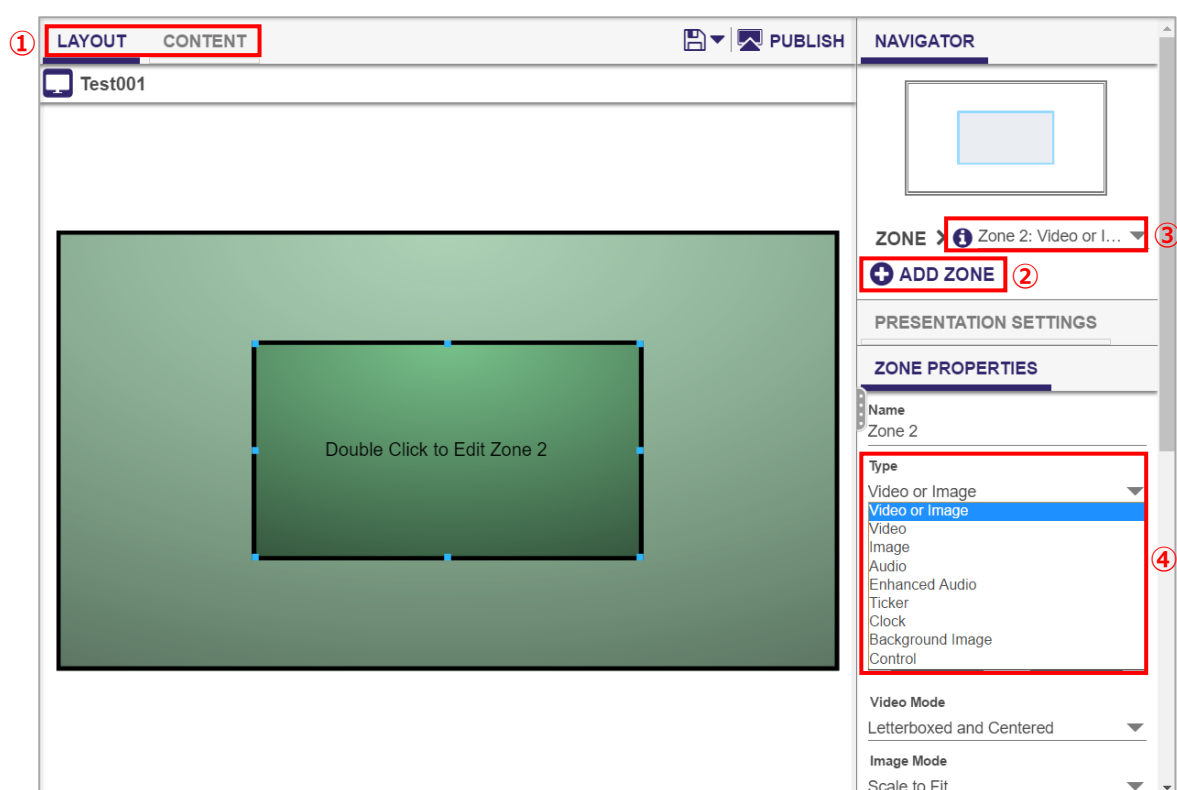 ①
LAYOUT CONTENT
PUBLISH
Test001
Double Click to Edit Zone 2
NAVIGATOR
ZONE Zone 2: Video or I...
③
ADD ZONE
②
PRESENTATION SETTINGS
ZONE PROPERTIES
Name
Zone 2
Type
Video or Image
Video or Image
Video
Image
Audio
Enhanced Audio
Ticker
Clock
Background Image
Control
④
Video Mode
Letterboxed and Centered
Image Mode
Scale to Fit